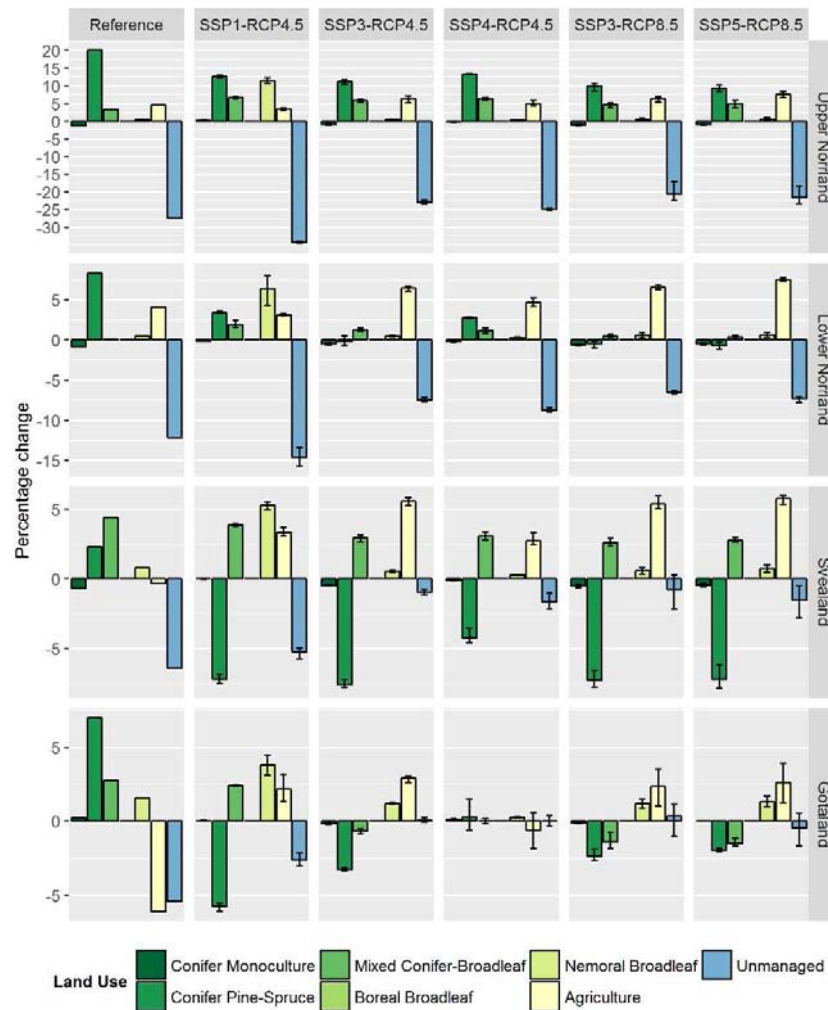 Reference SSP1-RCP4.5 SSP3-RCP4.5 SSP4-RCP4.5 SSP3-RCP8.5 SSP5-RCP8.5
20
15
10
5
0
-5
-10
-15
-20
-25
-30
Upper Norrland
5
0
-5
-10
-15
Lower Norrland
Percentage change
5
0
-5
Svealand
5
0
-5
Gotaland
Land Use
Conifer Monoculture Mixed Conifer-Broadleaf Nemoral Broadleaf Unmanaged
Conifer Pine-Spruce Boreal Broadleaf Agriculture